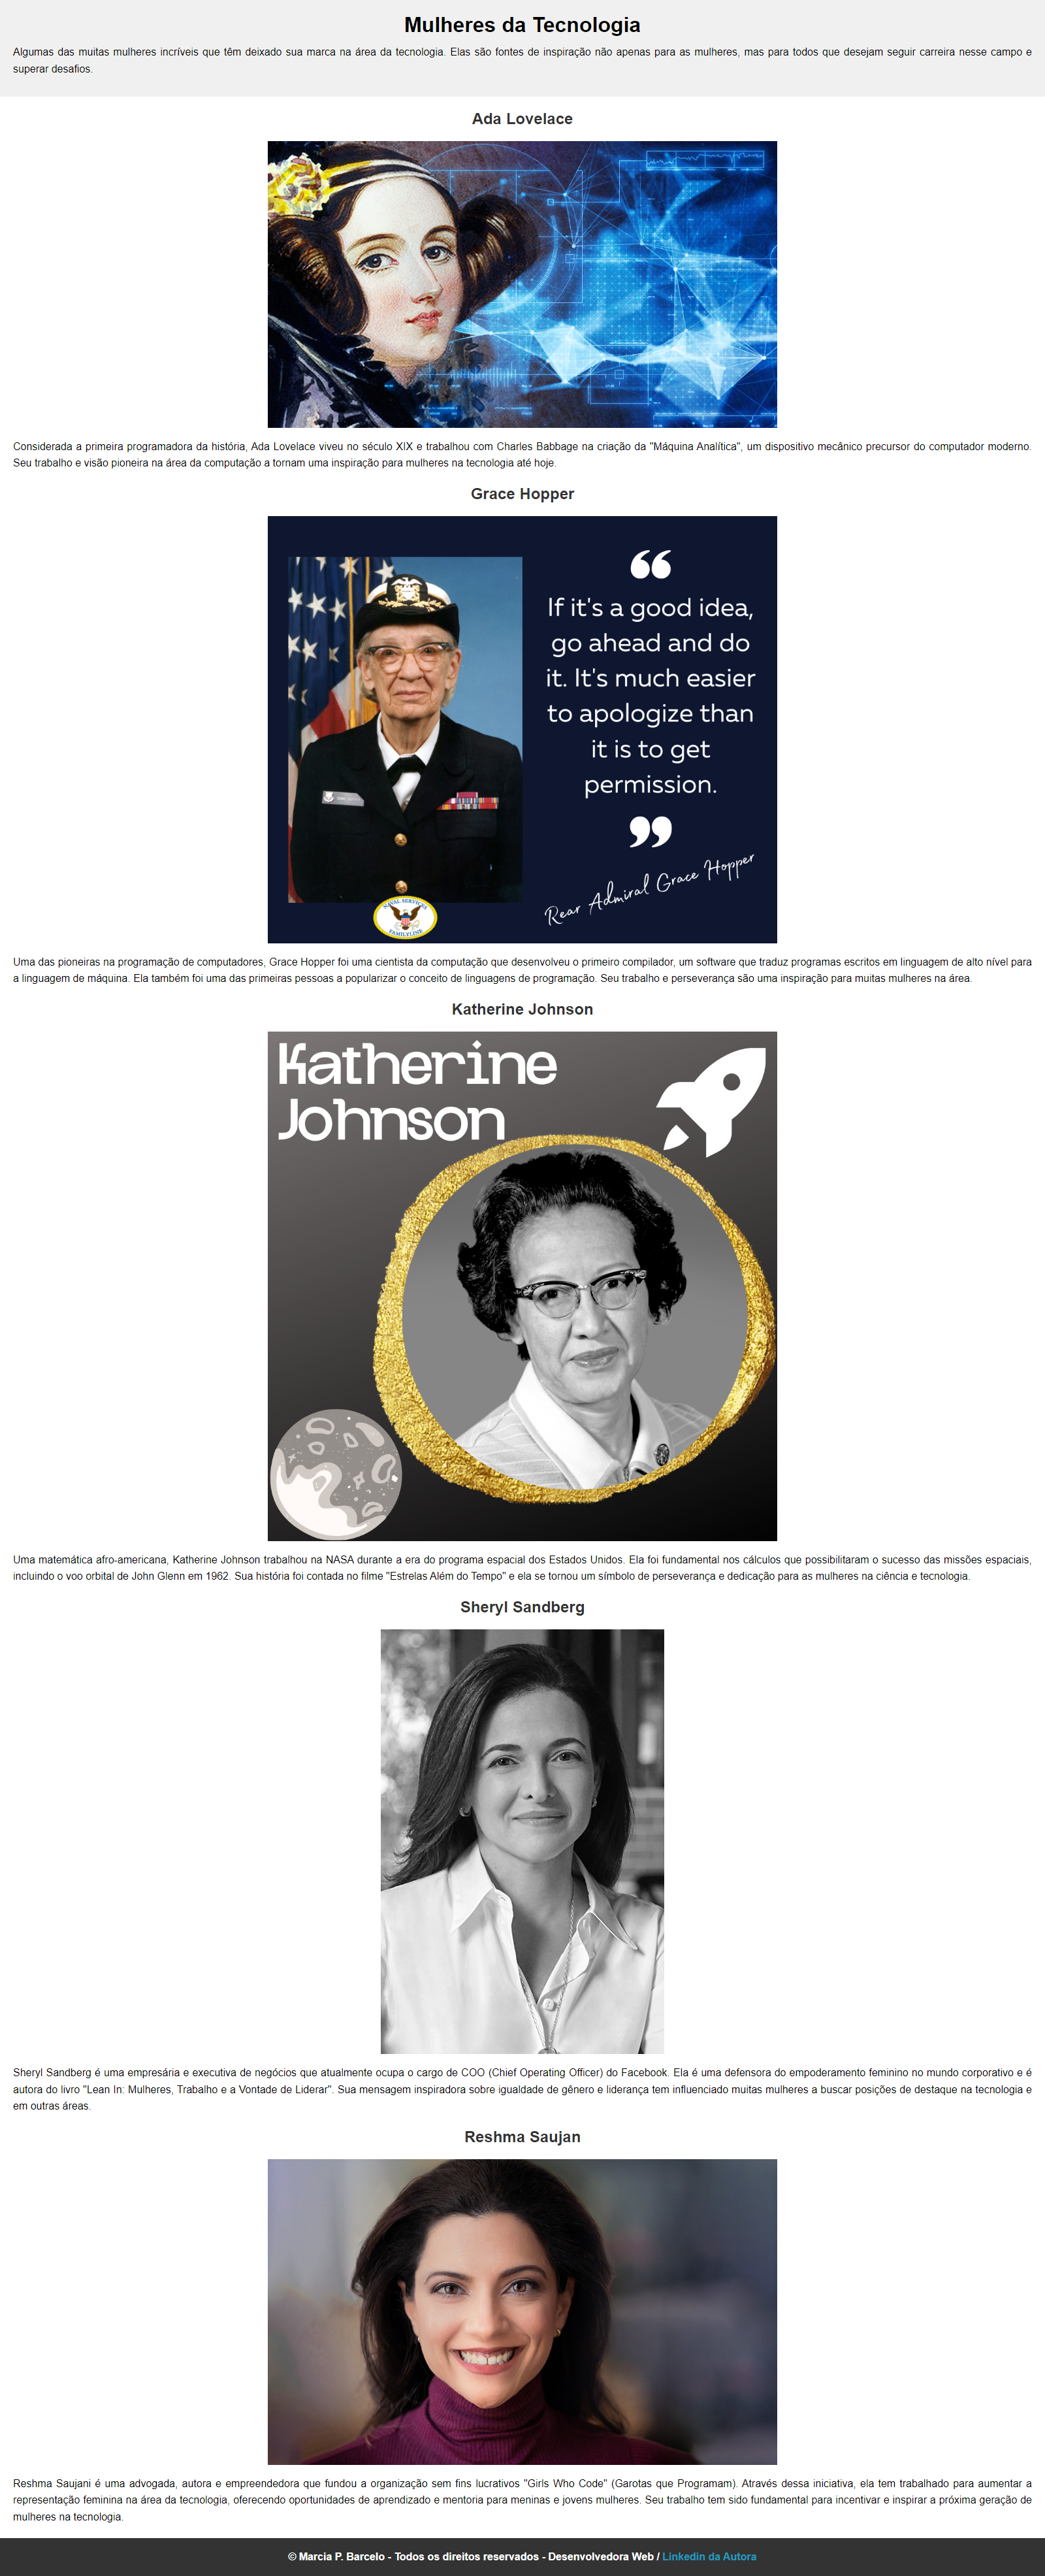 Mulheres da Tecnologia
Algumas das muitas mulheres incríveis que têm deixado sua marca na área da tecnologia. Elas são fontes de inspiração não apenas para as mulheres, mas para todos que desejam seguir carreira nesse campo e
superar desafios.
Ada Lovelace
Considerada a primeira programadora da história, Ada Lovelace viveu no século XIX e trabalhou com Charles Babbage na criação da "Máquina Analítica", um dispositivo mecânico precursor do computador moderno.
Seu trabalho e visão pioneira na área da computação a tornam uma inspiração para mulheres na tecnologia até hoje.
Grace Hopper
“
If it's a good idea,
go ahead and do
it. It's much easier
to apologize than
it is to get
permission.
”
Rear Admiral Grace Hopper
NAVAL SERVICES
FAMILYLINE
Uma das pioneiras na programação de computadores, Grace Hopper foi uma cientista da computação que desenvolveu o primeiro compilador, um software que traduz programas escritos em linguagem de alto nível para
a linguagem de máquina. Ela também foi uma das primeiras pessoas a popularizar o conceito de linguagens de programação. Seu trabalho e perseverança são uma inspiração para muitas mulheres na área.
Katherine Johnson
Katherine
Johnson
Uma matemática afro-americana, Katherine Johnson trabalhou na NASA durante a era do programa espacial dos Estados Unidos. Ela foi fundamental nos cálculos que possibilitaram o sucesso das missões espaciais,
incluindo o voo orbital de John Glenn em 1962. Sua história foi contada no filme "Estrelas Além do Tempo" e ela se tornou um símbolo de perseverança e dedicação para as mulheres na ciência e tecnologia.
Sheryl Sandberg
Sheryl Sandberg é uma empresária e executiva de negócios que atualmente ocupa o cargo de COO (Chief Operating Officer) do Facebook. Ela é uma defensora do empoderamento feminino no mundo corporativo e é
autora do livro "Lean In: Mulheres, Trabalho e a Vontade de Liderar". Sua mensagem inspiradora sobre igualdade de gênero e liderança tem influenciado muitas mulheres a buscar posições de destaque na tecnologia e
em outras áreas.
Reshma Saujan
Reshma Saujani é uma advogada, autora e empreendedora que fundou a organização sem fins lucrativos "Girls Who Code" (Garotas que Programam). Através dessa iniciativa, ela tem trabalhado para aumentar a
representação feminina na área da tecnologia, oferecendo oportunidades de aprendizado e mentoria para meninas e jovens mulheres. Seu trabalho tem sido fundamental para incentivar e inspirar a próxima geração de
mulheres na tecnologia.
© Marcia P. Barcelo - Todos os direitos reservados - Desenvolvedora Web / Linkedin da Autora